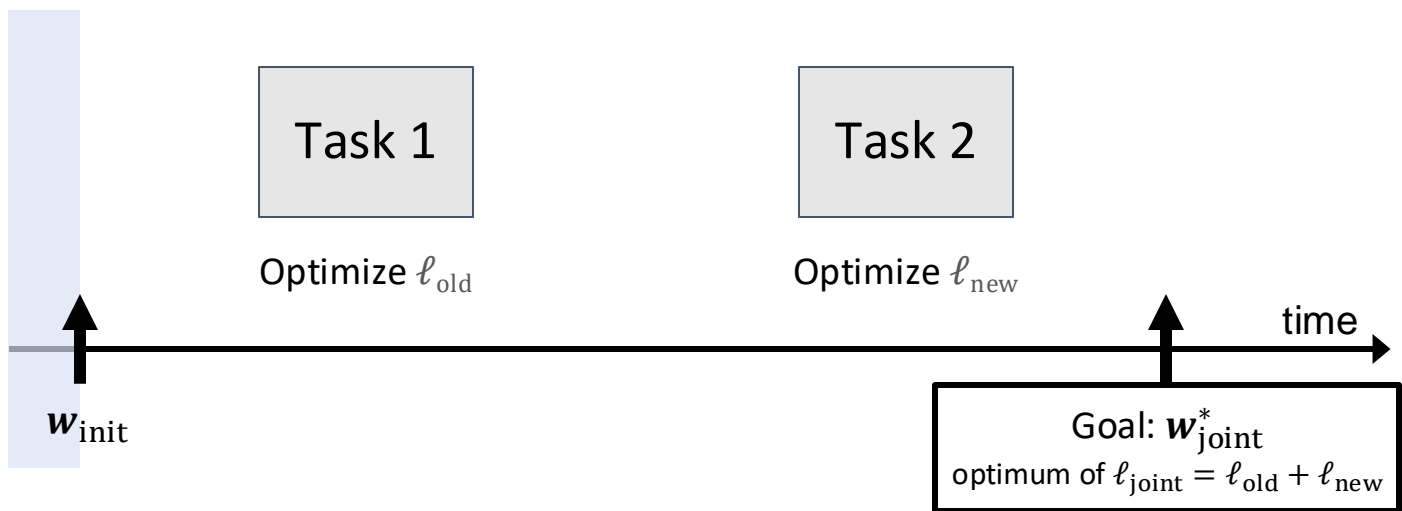 Task 1
Task 2
Optimize ℓ_old
Optimize ℓ_new
time
w_init
Goal: w*_joint
optimum of ℓ_joint = ℓ_old + ℓ_new